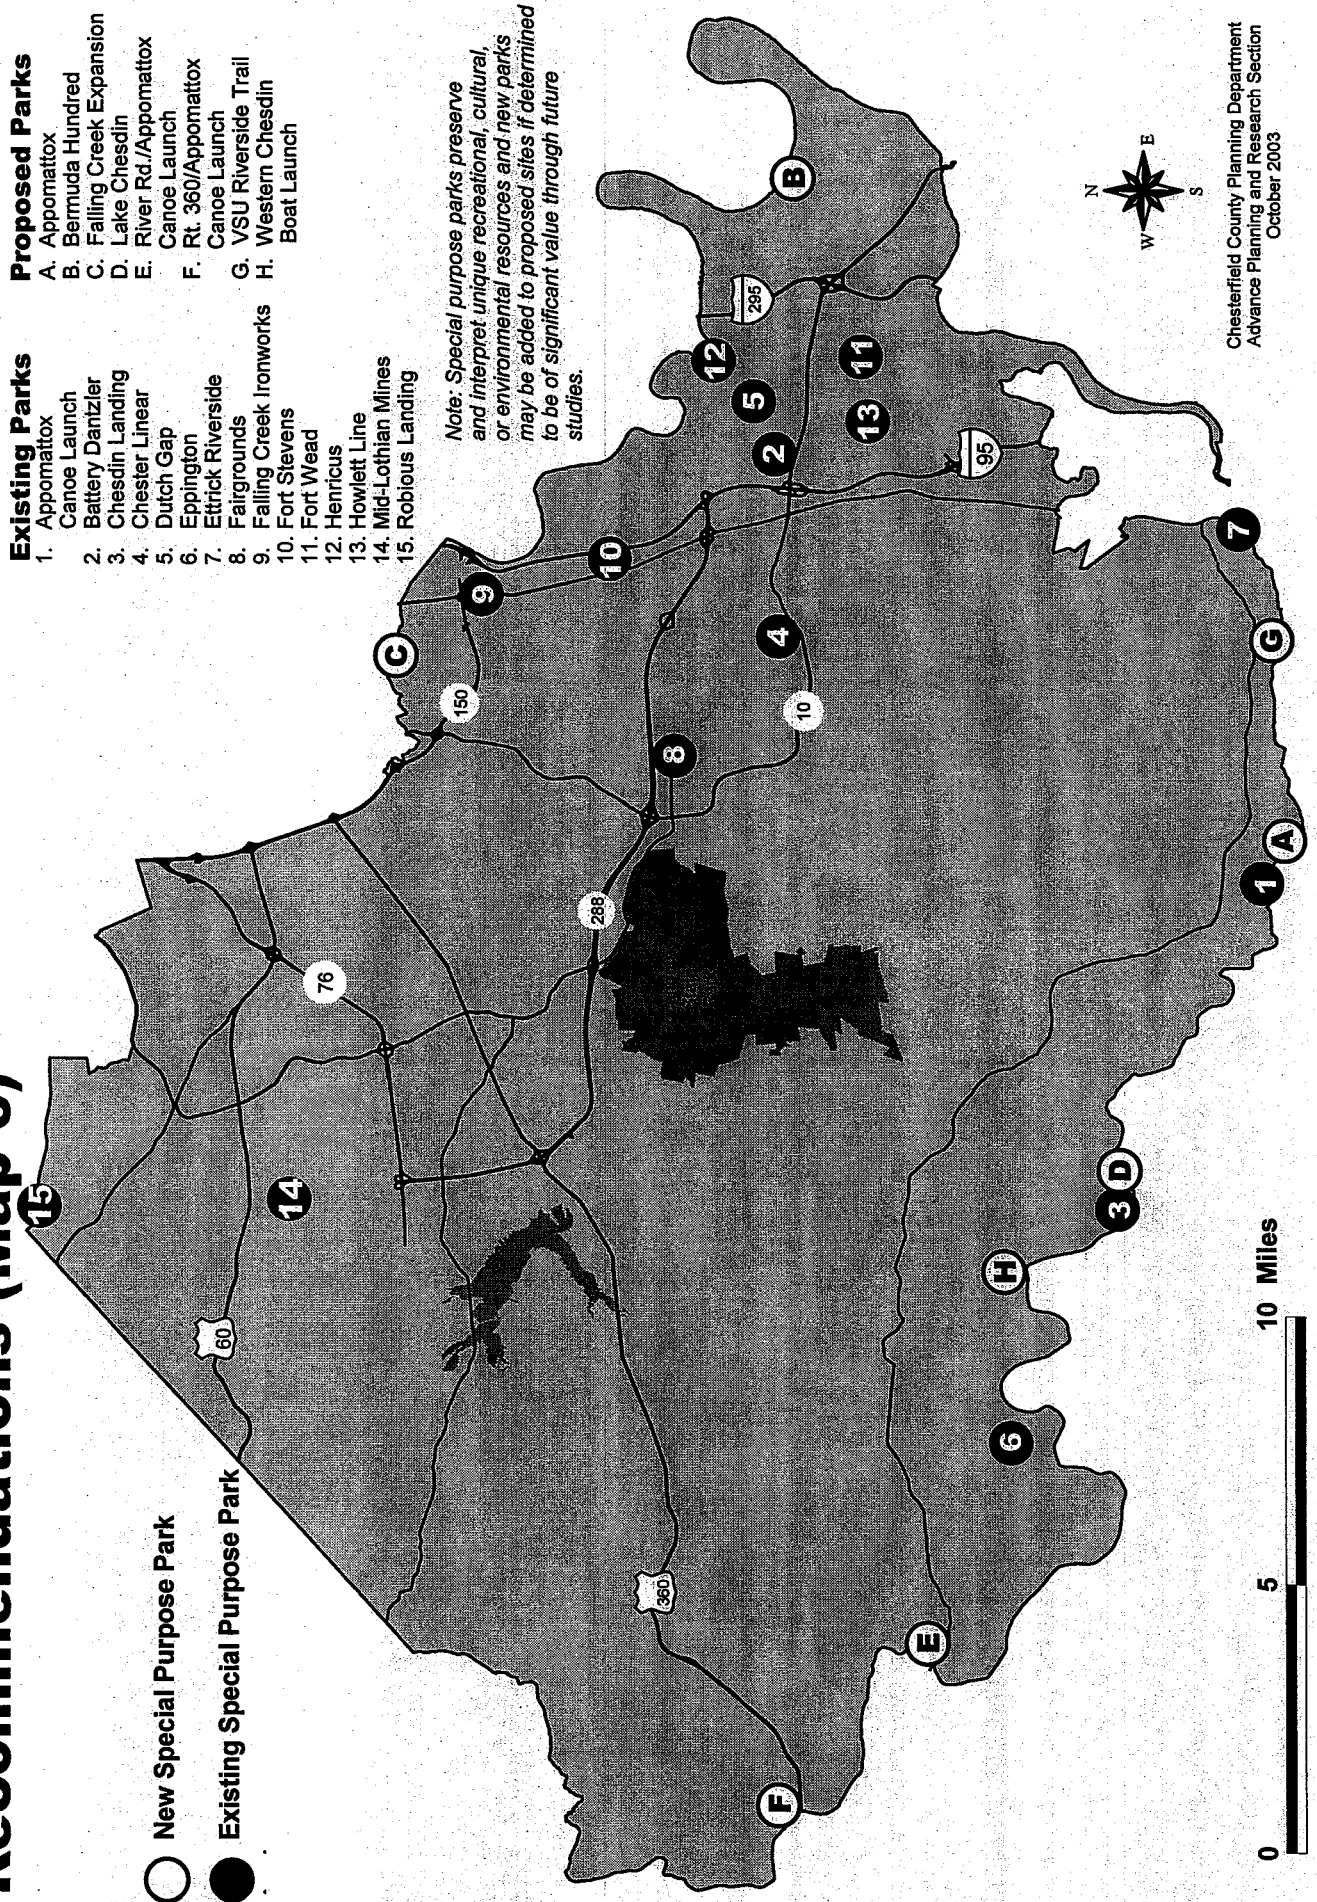 New Special Purpose Park
Existing Special Purpose Park
Existing Parks
1. Appomattox
Canoe Launch
2. Battery Dantzler
3. Chesdin Landing
4. Chester Linear
5. Dutch Gap
6. Eppington
7. Ettrick Riverside
8. Fairgrounds
9. Falling Creek Ironworks
10. Fort Stevens
11. Fort Wead
12. Henricus
13. Howlett Line
14. Mid-Lothian Mines
15. Robious Landing
Proposed Parks
A. Appomattox
B. Bermuda Hundred
C. Falling Creek Expansion
D. Lake Chesdin
E. River Rd./Appomattox
Canoe Launch
F. Rt. 360/Appomattox
Canoe Launch
G. VSU Riverside Trail
H. Western Chesdin
Boat Launch
Note: Special purpose parks preserve
and interpret unique recreational, cultural,
or environmental resources and new parks
may be added to proposed sites if determined
to be of significant value through future
studies.
15
14
60
76
C
150
9
10
288
8
4
10
12
5
2
295
B
11
13
95
360
F
E
6
H
3
D
1
A
G
7
N
W
E
S
0
5
10 Miles
Chesterfield County Planning Department
Advance Planning and Research Section
October 2003